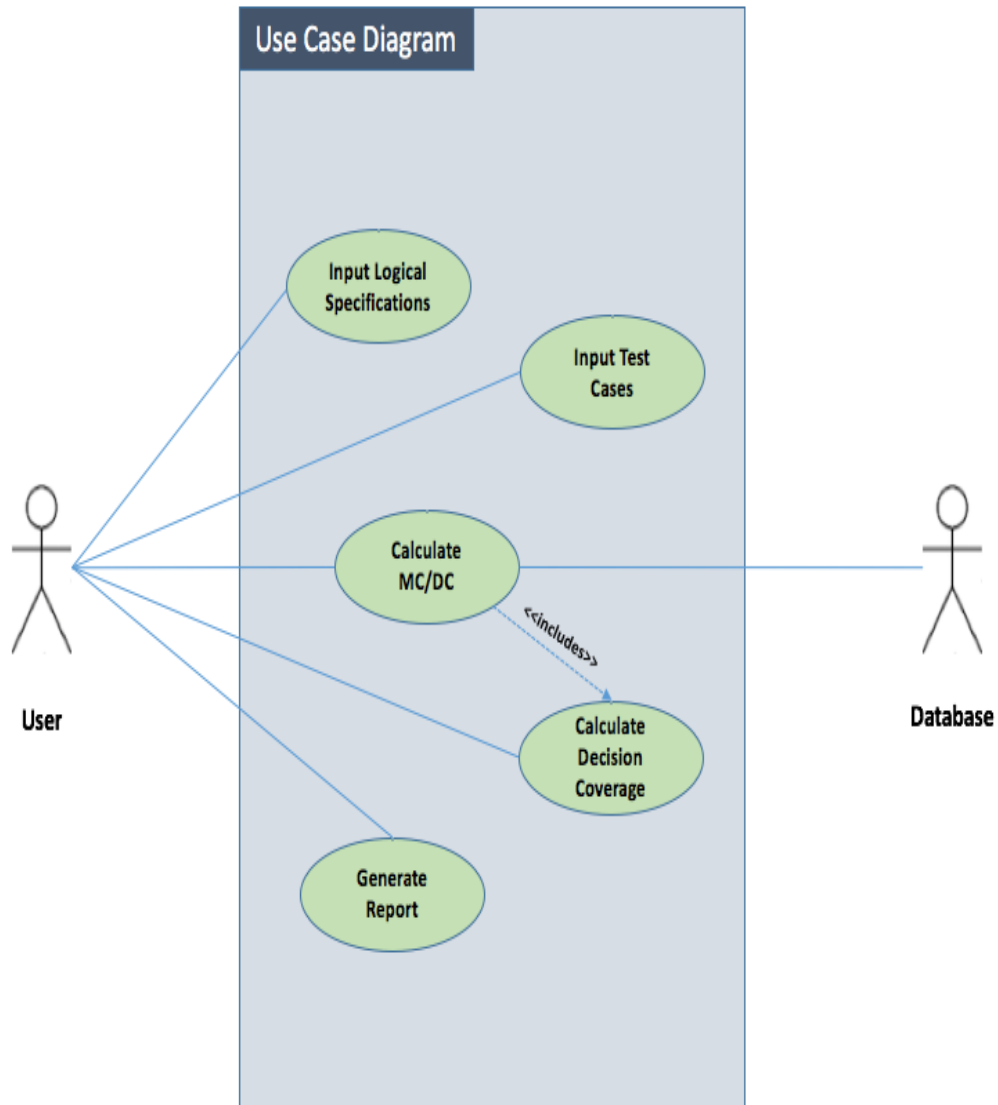 Use Case Diagram
Input Logical
Specifications
Input Test
Cases
Calculate
MC/DC
<<includes>>
User
Database
Calculate
Decision
Coverage
Generate
Report